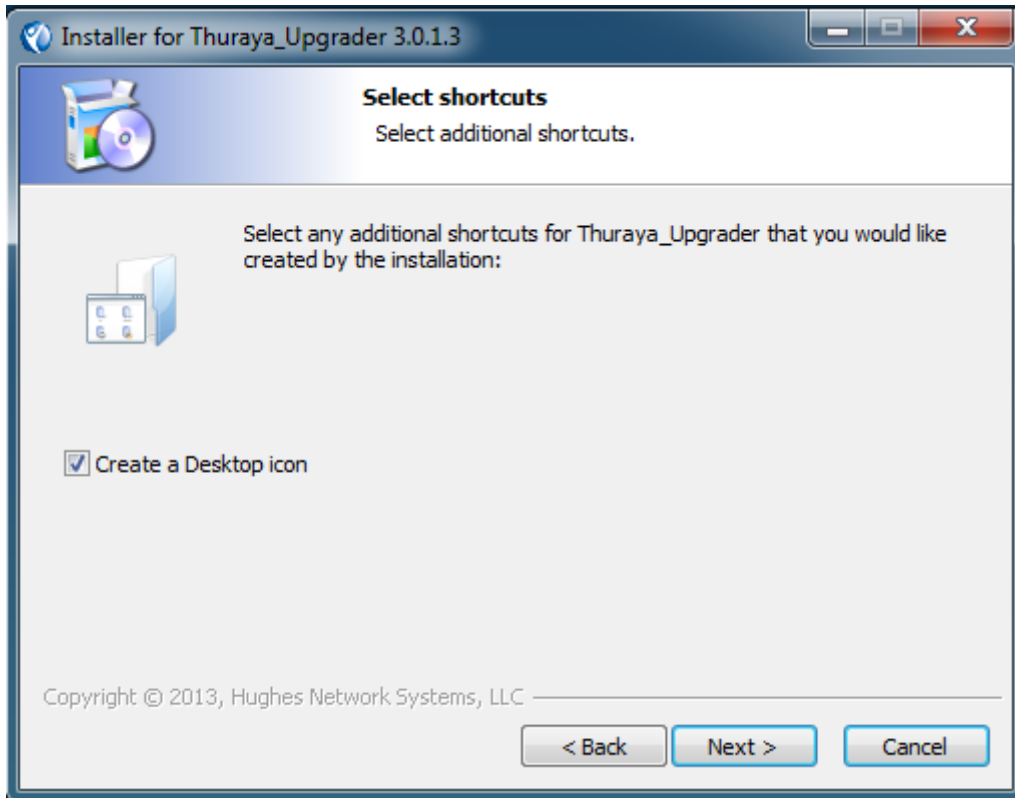 Installer for Thuraya_Upgrader 3.0.1.3
Select shortcuts
Select additional shortcuts.
Select any additional shortcuts for Thuraya_Upgrader that you would like
created by the installation:
Create a Desktop icon
Copyright © 2013, Hughes Network Systems, LLC
< Back
Next >
Cancel